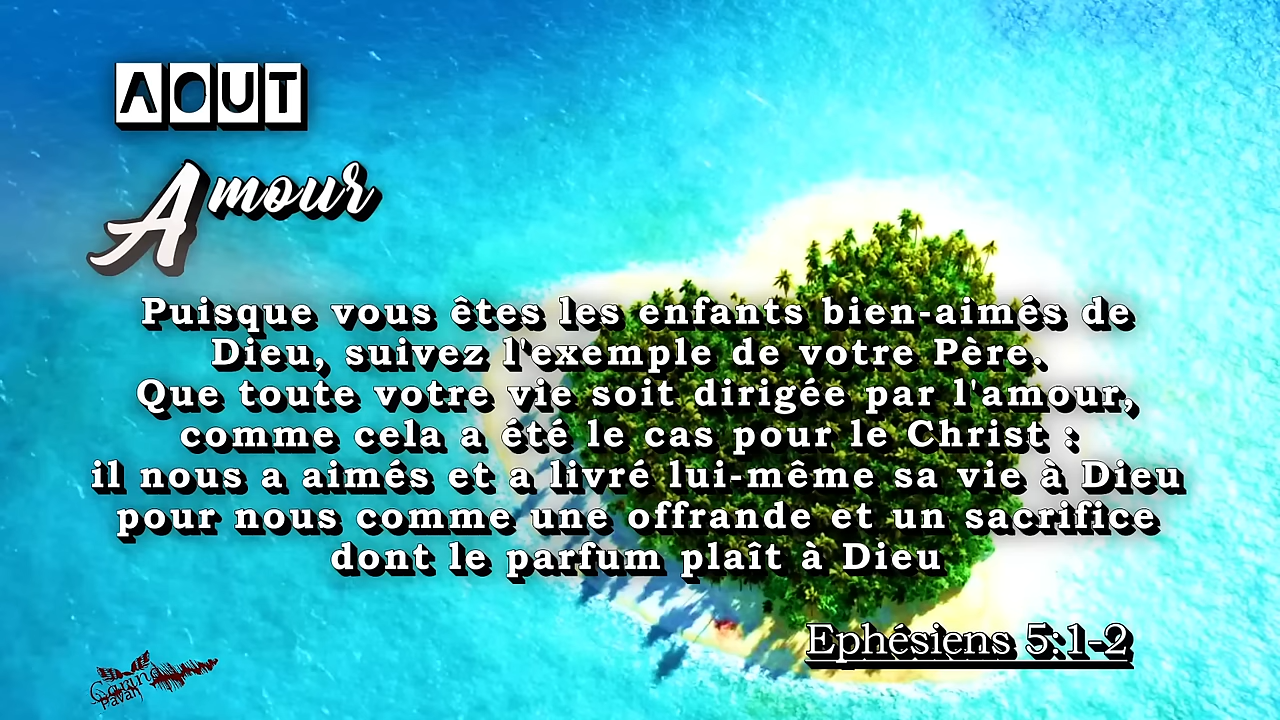 AOUT
Amour
Puisque vous êtes les enfants bien-aimés de
Dieu, suivez l'exemple de votre Père.
Que toute votre vie soit dirigée par l'amour,
comme cela a été le cas pour le Christ :
il nous a aimés et a livré lui-même sa vie à Dieu
pour nous comme une offrande et un sacrifice
dont le parfum plaît à Dieu
Ephésiens 5:1-2